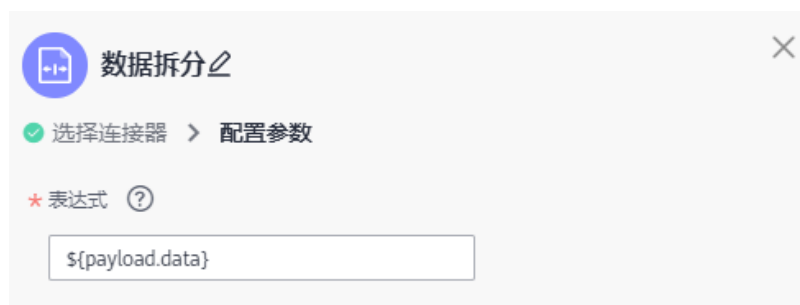 数据拆分
选择连接器 > 配置参数
* 表达式 ?
${payload.data}